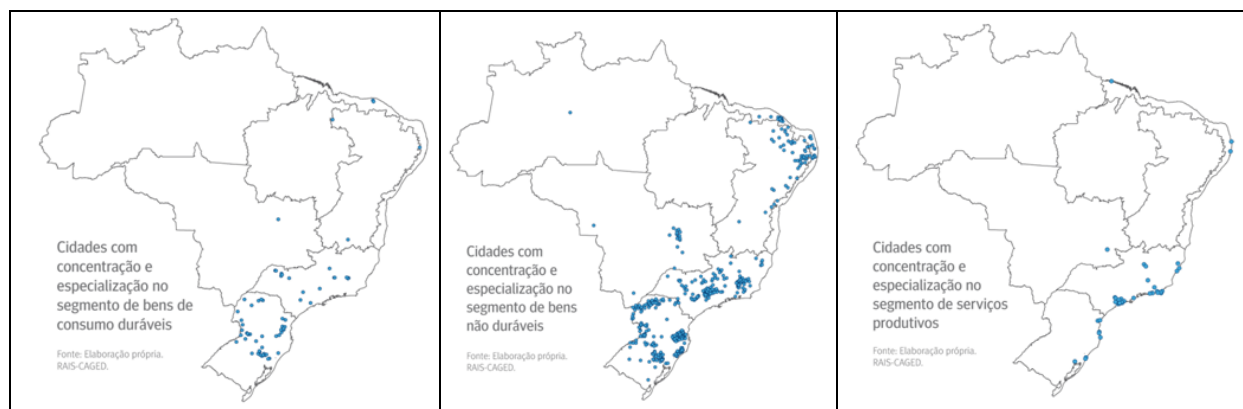 Cidades com
concentração e
especialização no
segmento de bens de
consumo duráveis
Fonte: Elaboração própria.
RAIS-CAGED.
Cidades com
concentração e
especialização no
segmento de bens
não duráveis
Fonte: Elaboração própria.
RAIS-CAGED.
Cidades com
concentração e
especialização no
segmento de serviços
produtivos
Fonte: Elaboração própria.
RAIS-CAGED.